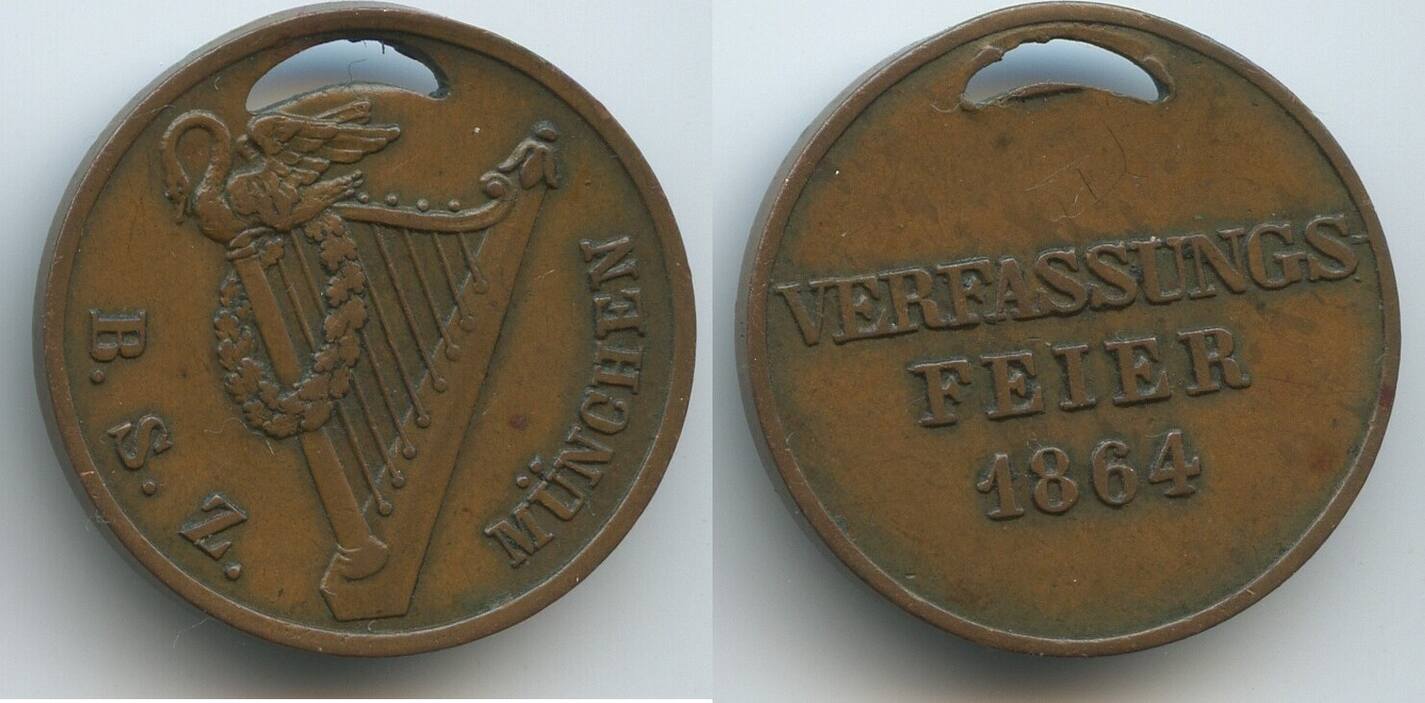 B. S. Z.
MÜNCHEN
VERFASSUNGS-
FEIER
1864